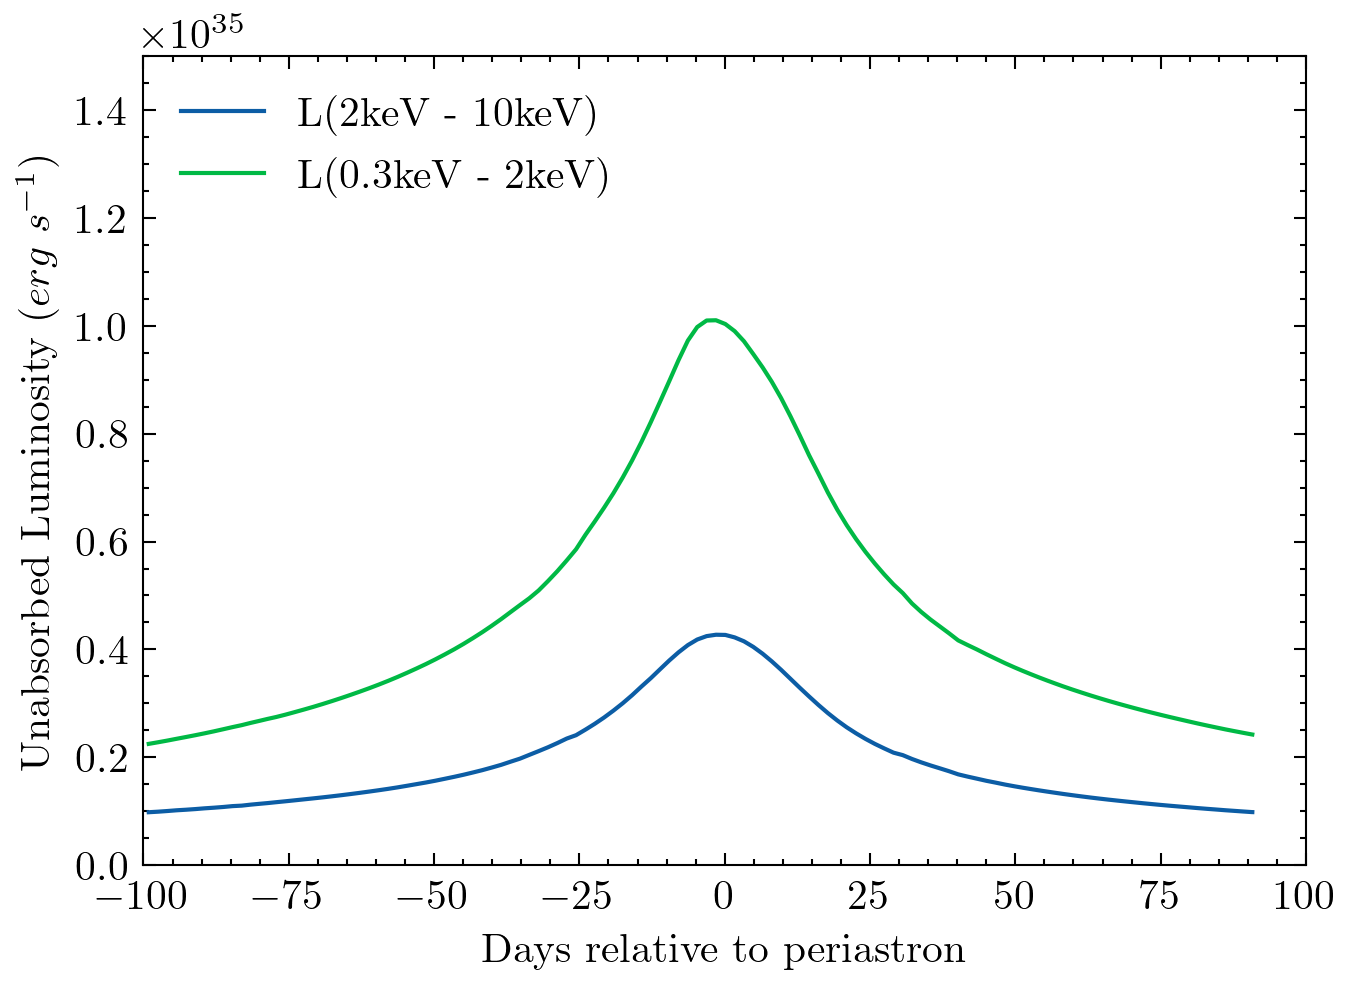 ×10³⁵
L(2keV - 10keV)
L(0.3keV - 2keV)
1.4
1.2
1.0
0.8
0.6
0.4
0.2
0.0
Unabsorbed Luminosity (erg s⁻¹)
−100 −75 −50 −25 0 25 50 75 100
Days relative to periastron